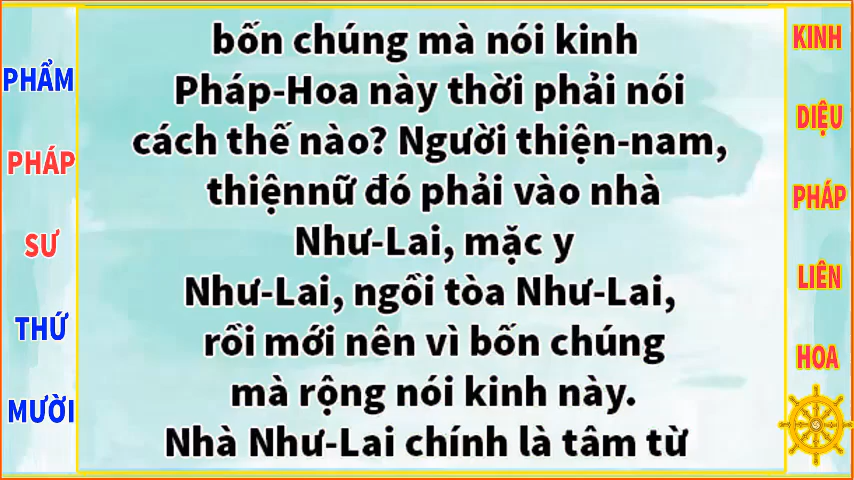 PHẨM
PHÁP
SƯ
THỨ
MƯỜI
bốn chúng mà nói kinh
Pháp-Hoa này thời phải nói
cách thế nào? Người thiện-nam,
thiệnnữ đó phải vào nhà
Như-Lai, mặc y
Như-Lai, ngồi tòa Như-Lai,
rồi mới nên vì bốn chúng
mà rộng nói kinh này.
Nhà Như-Lai chính là tâm từ
KINH
DIỆU
PHÁP
LIÊN
HOA